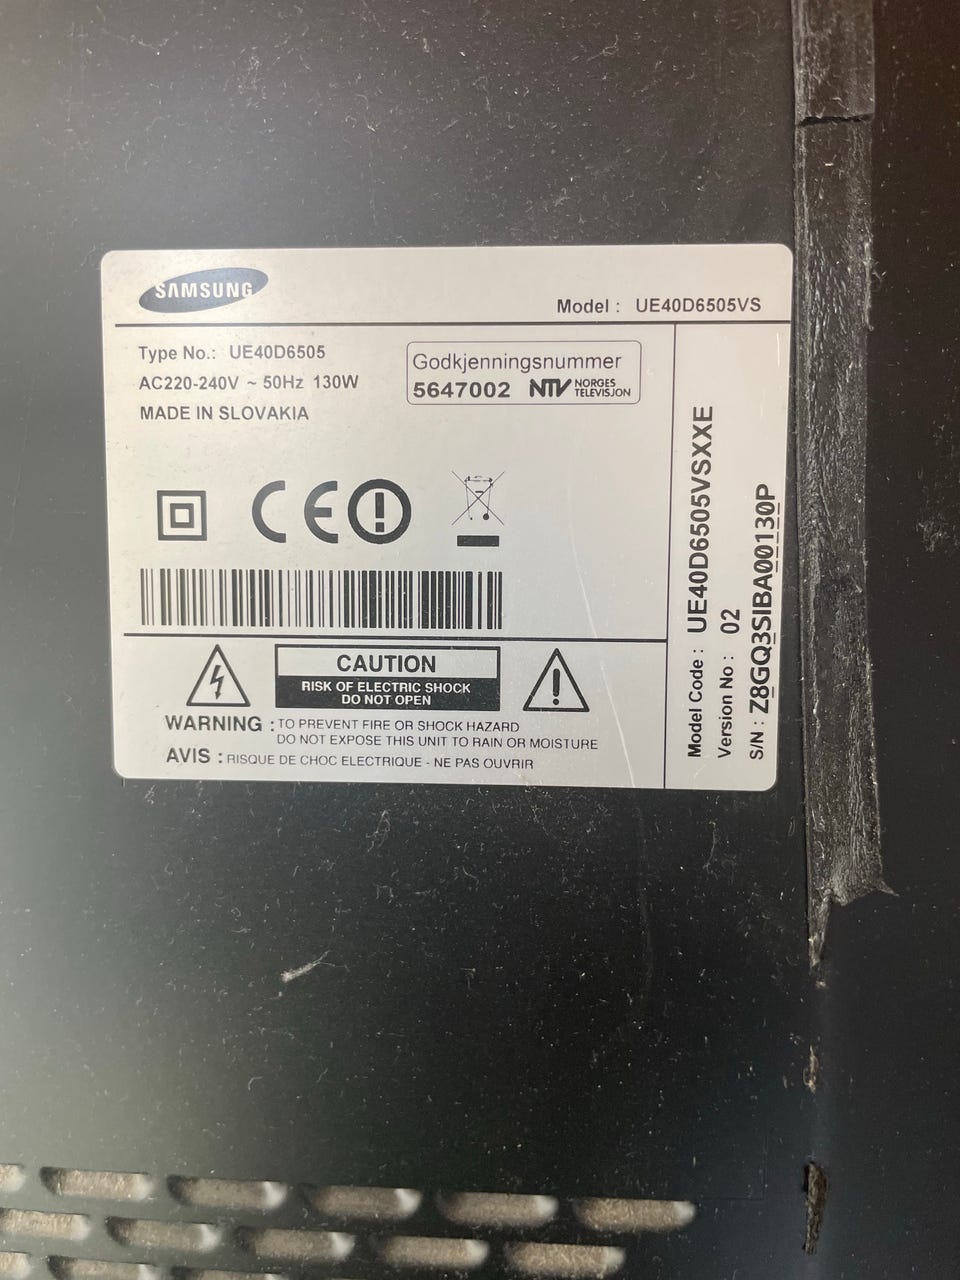 SAMSUNG
Model : UE40D6505VS
Type No.: UE40D6505
AC220-240V ~ 50Hz 130W
MADE IN SLOVAKIA
Godkjenningsnummer
5647002 NTV NORGES TELEVISJON
CE
CAUTION
RISK OF ELECTRIC SHOCK
DO NOT OPEN
WARNING : TO PREVENT FIRE OR SHOCK HAZARD
DO NOT EXPOSE THIS UNIT TO RAIN OR MOISTURE
AVIS : RISQUE DE CHOC ELECTRIQUE - NE PAS OUVRIR
Model Code : UE40D6505VSXXE
Version No : 02
S/N : Z8GQ3SIBA00130P